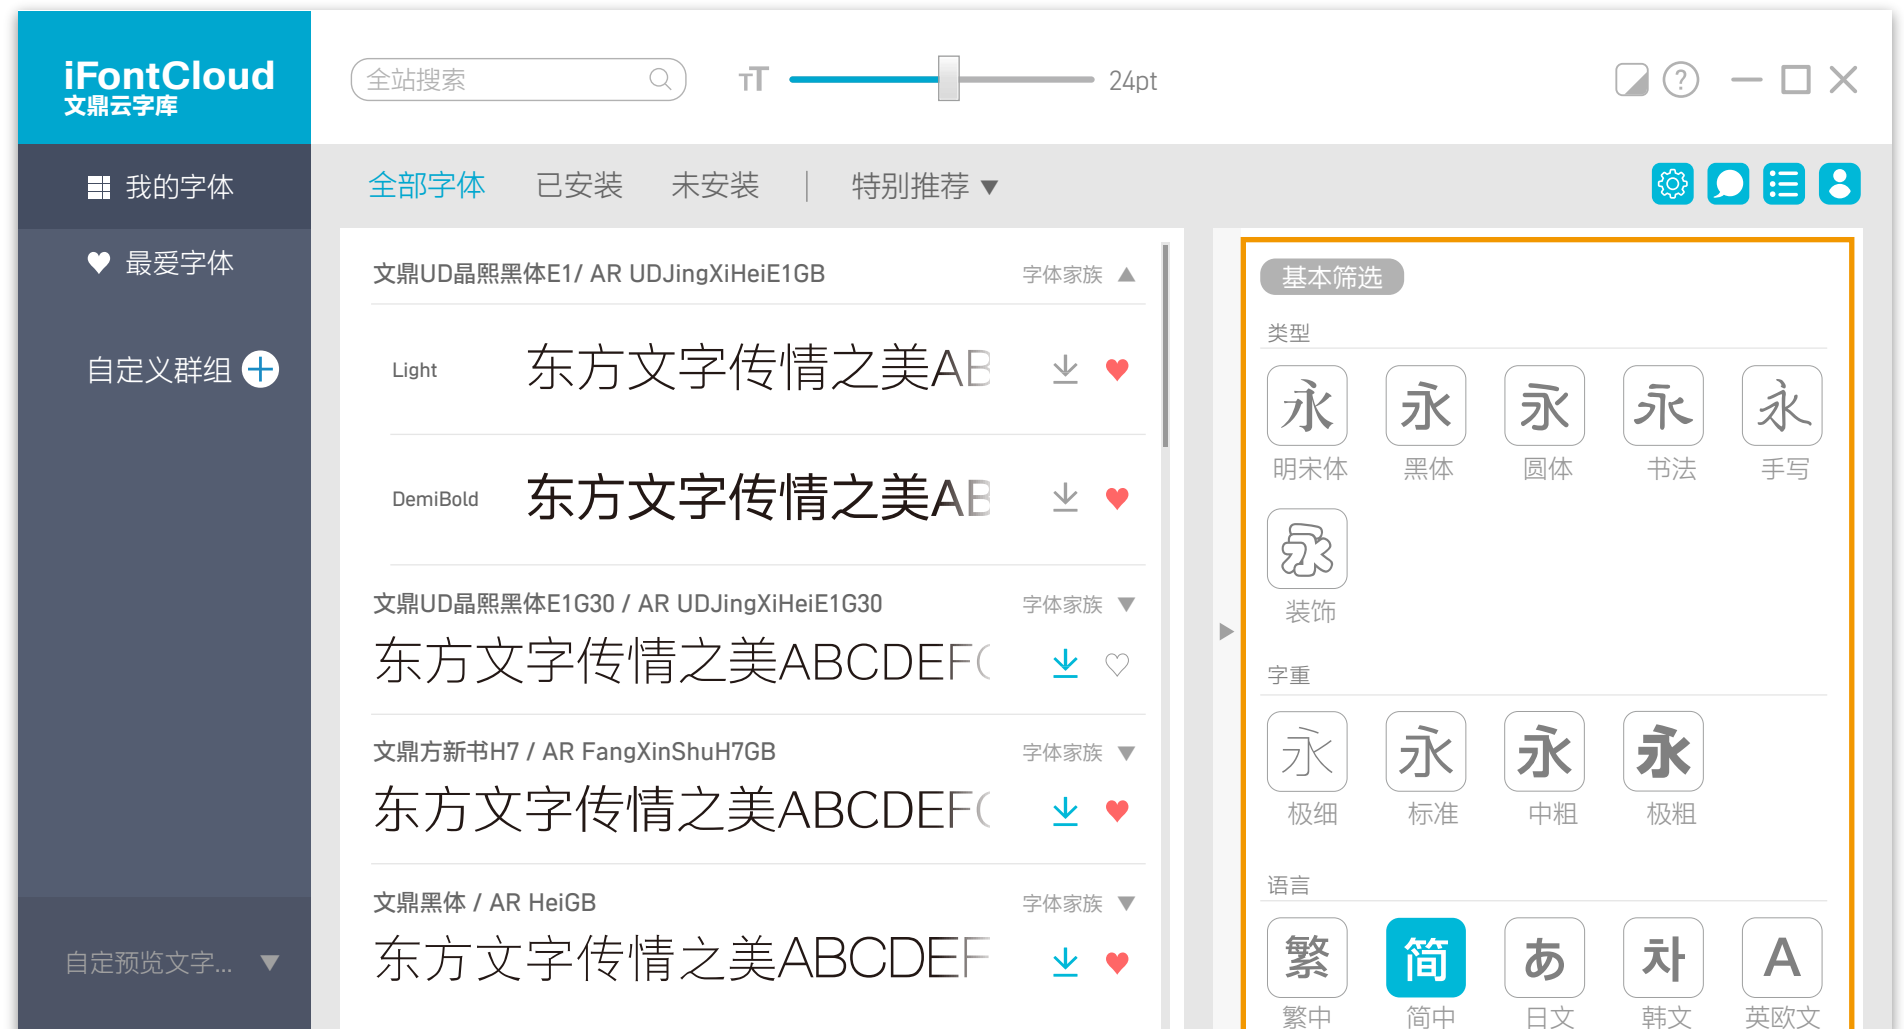 iFontCloud
文鼎云字库
全站搜索
TT
24pt
?
我的字体
最爱字体
自定义群组
自定预览文字...
全部字体 已安装 未安装 | 特别推荐 ▼
文鼎UD晶熙黑体E1/ AR UDJingXiHeiE1GB 字体家族
Light 东方文字传情之美AB
DemiBold 东方文字传情之美AB
文鼎UD晶熙黑体E1G30 / AR UDJingXiHeiE1G30 字体家族
东方文字传情之美ABCDEFG
文鼎方新书H7 / AR FangXinShuH7GB 字体家族
东方文字传情之美ABCDEFG
文鼎黑体 / AR HeiGB 字体家族
东方文字传情之美ABCDEF
基本筛选
类型
永 永 永 永 永
明宋体 黑体 圆体 书法 手写
永
装饰
字重
永 永 永 永
极细 标准 中粗 极粗
语言
繁 简 あ 차 A
繁中 简中 日文 韩文 英欧文